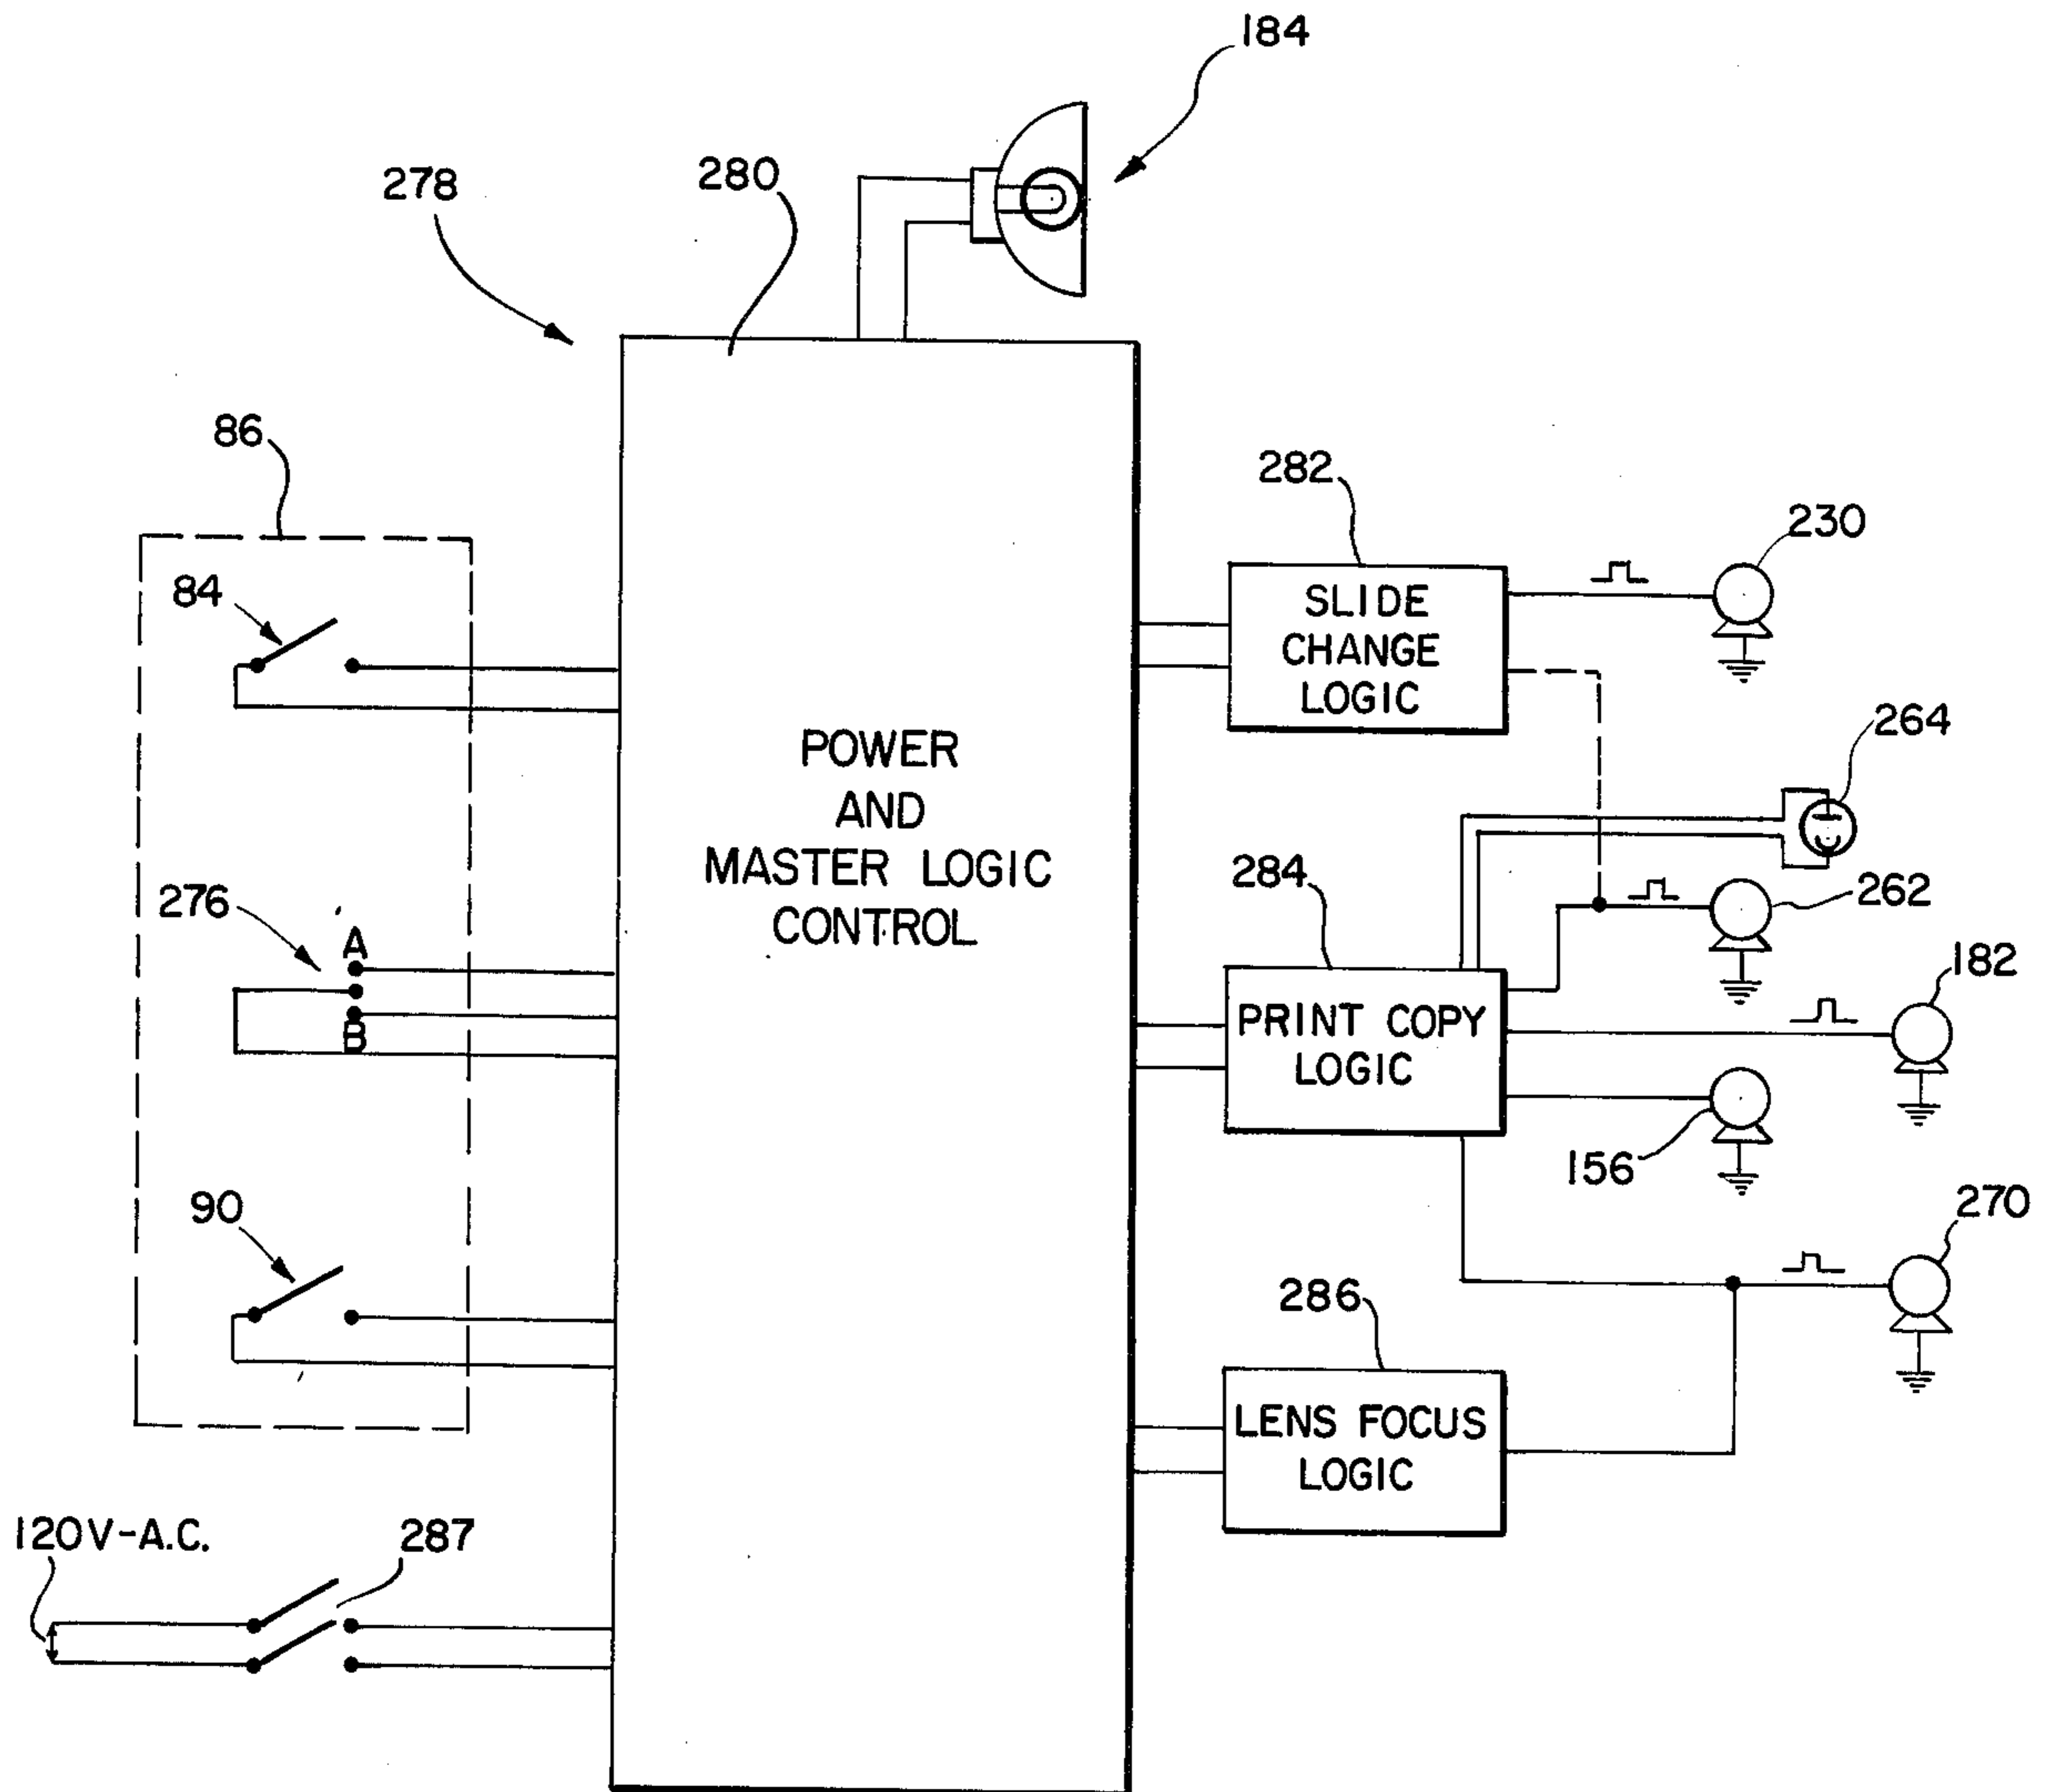 184
280
278
86
282
230
84
SLIDE
CHANGE
LOGIC
264
POWER
AND
MASTER LOGIC
CONTROL
284
262
276
A
B
182
PRINT COPY
LOGIC
156
90
270
286
LENS FOCUS
LOGIC
120V-A.C.
287